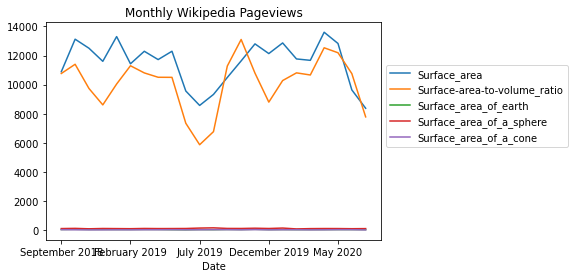 Monthly Wikipedia Pageviews
14000
12000
10000
8000
6000
4000
2000
0
September 2018 February 2019 July 2019 December 2019 May 2020
Date
Surface_area
Surface-area-to-volume_ratio
Surface_area_of_earth
Surface_area_of_a_sphere
Surface_area_of_a_cone